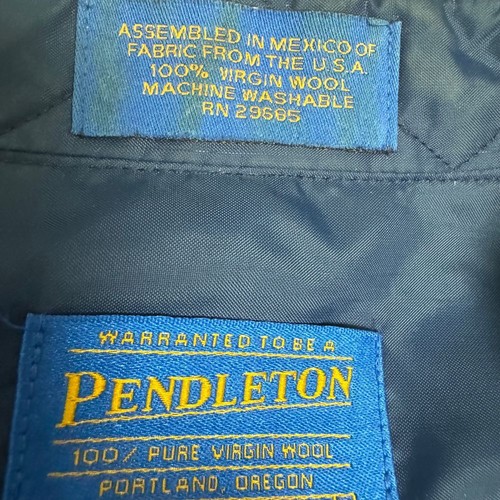 ASSEMBLED IN MEXICO OF
FABRIC FROM THE U.S.A.
100% VIRGIN WOOL
MACHINE WASHABLE
RN 29685
WARRANTED TO BE A
PENDLETON
100% PURE VIRGIN WOOL
PORTLAND, OREGON